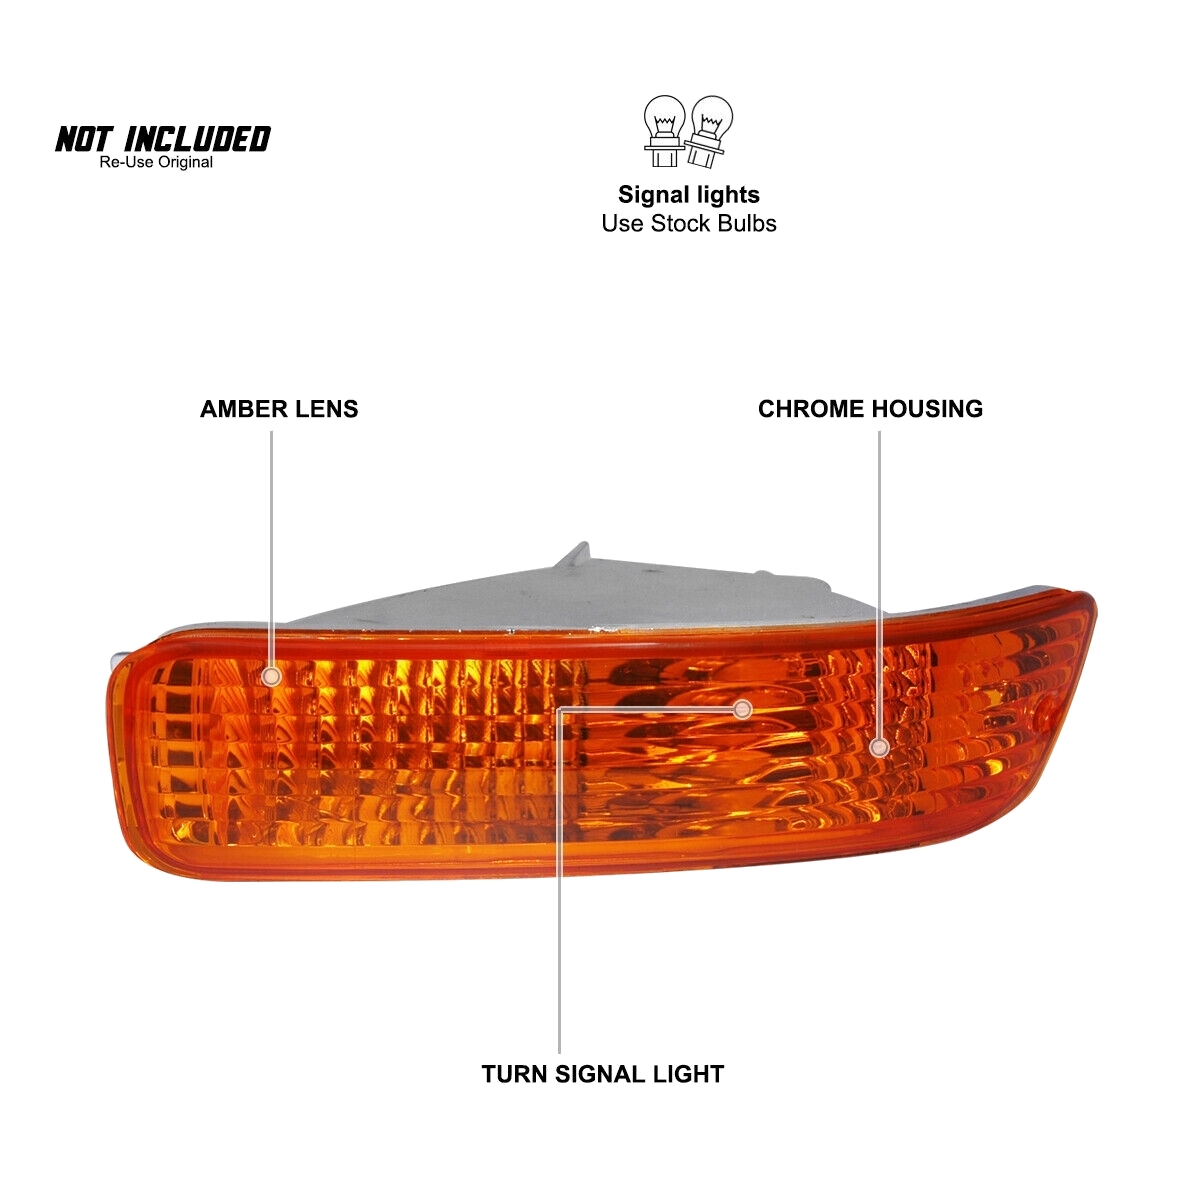 NOT INCLUDED
Re-Use Original
Signal lights
Use Stock Bulbs
AMBER LENS
CHROME HOUSING
TURN SIGNAL LIGHT